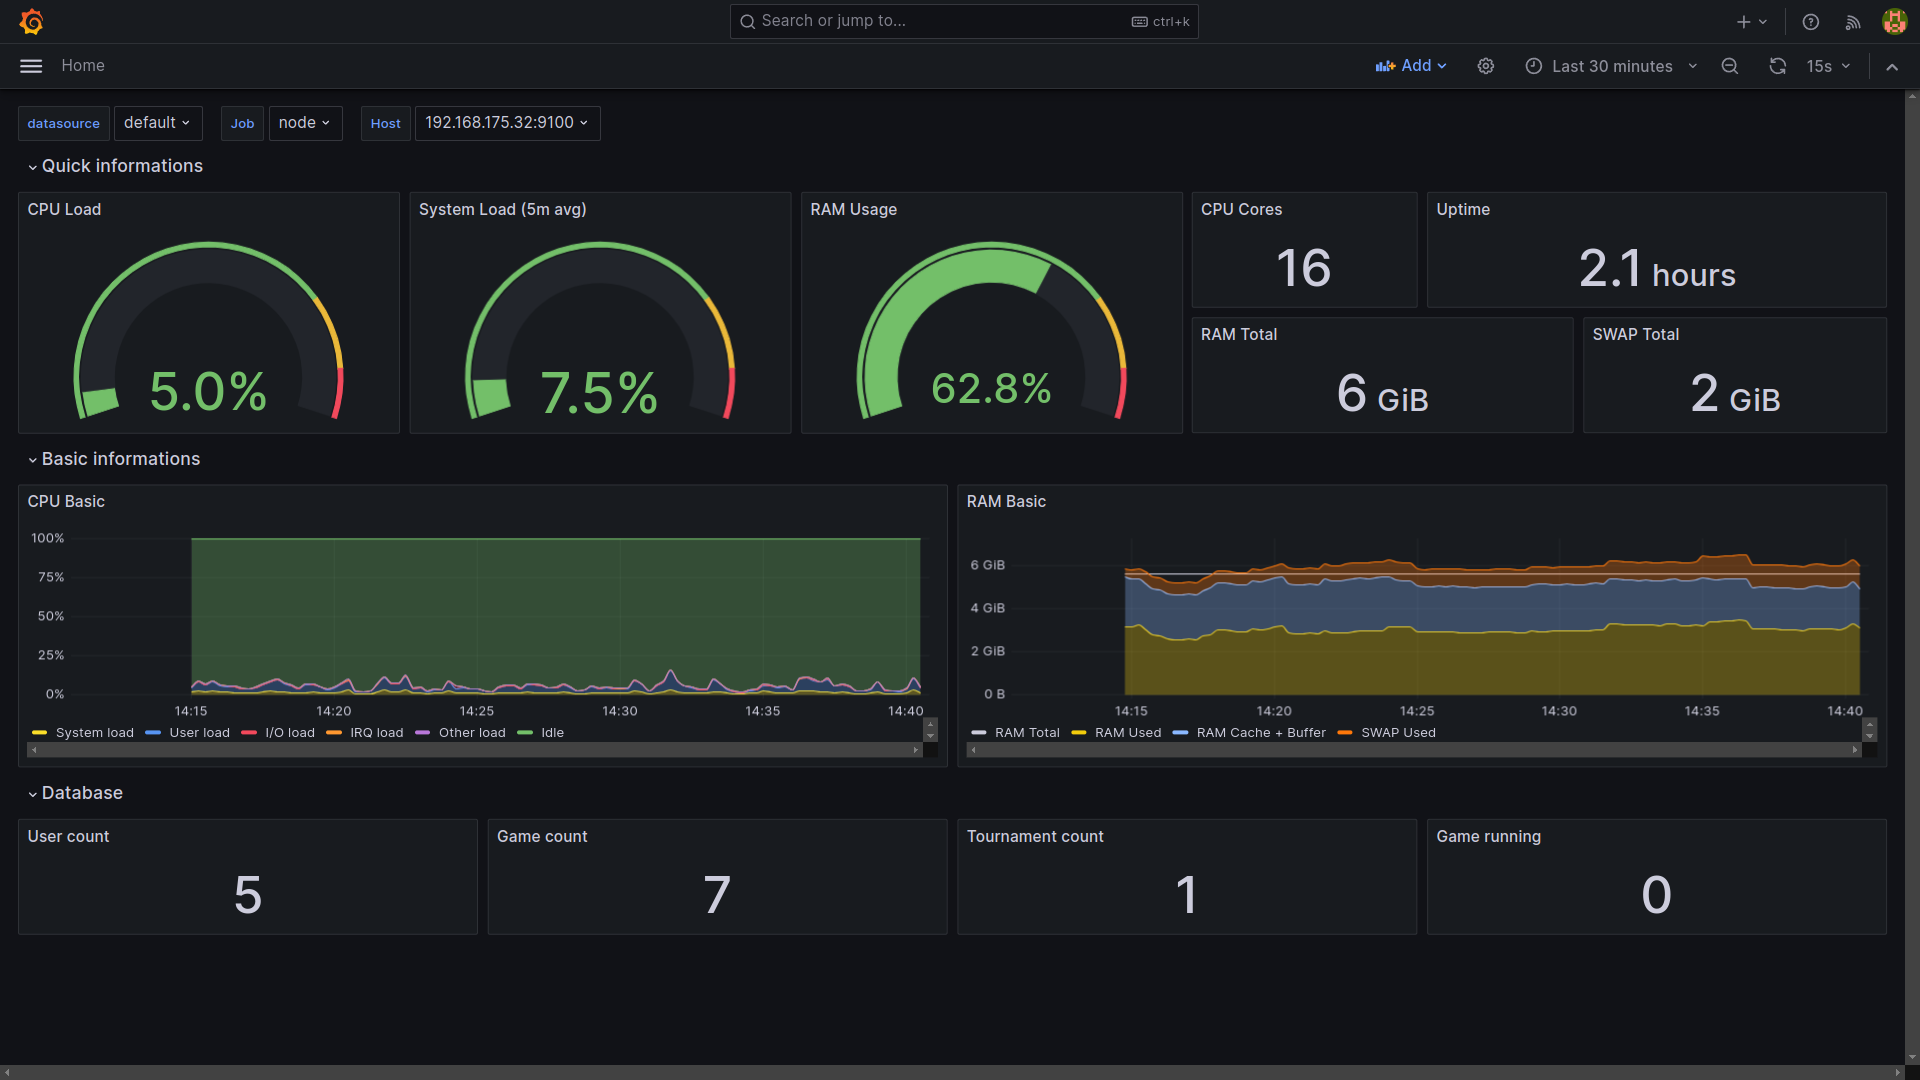 Search or jump to... ctrl+k
Home
Add
Last 30 minutes
15s
datasource default Job node Host 192.168.175.32:9100
Quick informations
CPU Load
5.0%
System Load (5m avg)
7.5%
RAM Usage
62.8%
CPU Cores
16
Uptime
2.1 hours
RAM Total
6 GiB
SWAP Total
2 GiB
Basic informations
CPU Basic
100%
75%
50%
25%
0%
14:15 14:20 14:25 14:30 14:35 14:40
System load User load I/O load IRQ load Other load Idle
RAM Basic
6 GiB
4 GiB
2 GiB
0 B
14:15 14:20 14:25 14:30 14:35 14:40
RAM Total RAM Used RAM Cache + Buffer SWAP Used
Database
User count
5
Game count
7
Tournament count
1
Game running
0